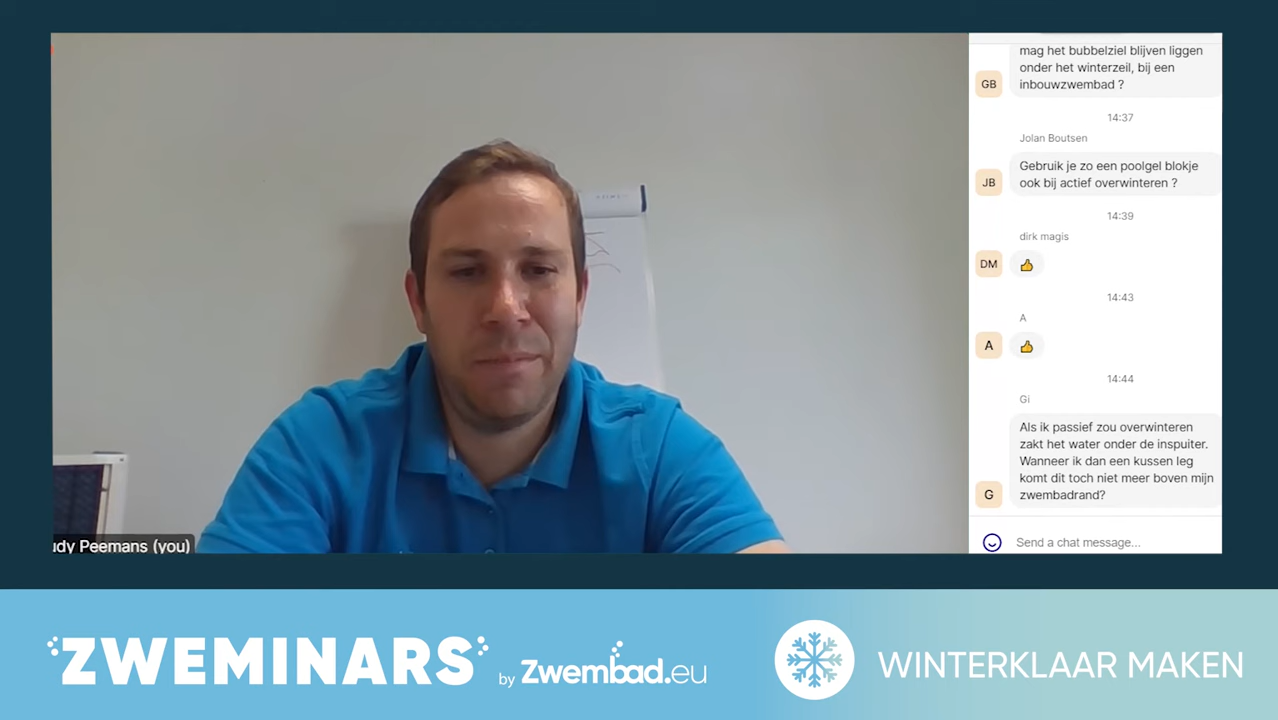 mag het bubbelziel blijven liggen
onder het winterzeil, bij een
inbouwzwembad ?
GB
14:37
Jolan Boutsen
Gebruik je zo een poolgel blokje
ook bij actief overwinteren ?
JB
14:39
dirk magis
DM
14:43
A
A
14:44
Gi
Als ik passief zou overwinteren
zakt het water onder de inspuiter.
Wanneer ik dan een kussen leg
komt dit toch niet meer boven mijn
zwembadrand?
G
Send a chat message...
udy Peemans (you)
ZWEMINARS
by Zwembad.eu
WINTERKLAAR MAKEN